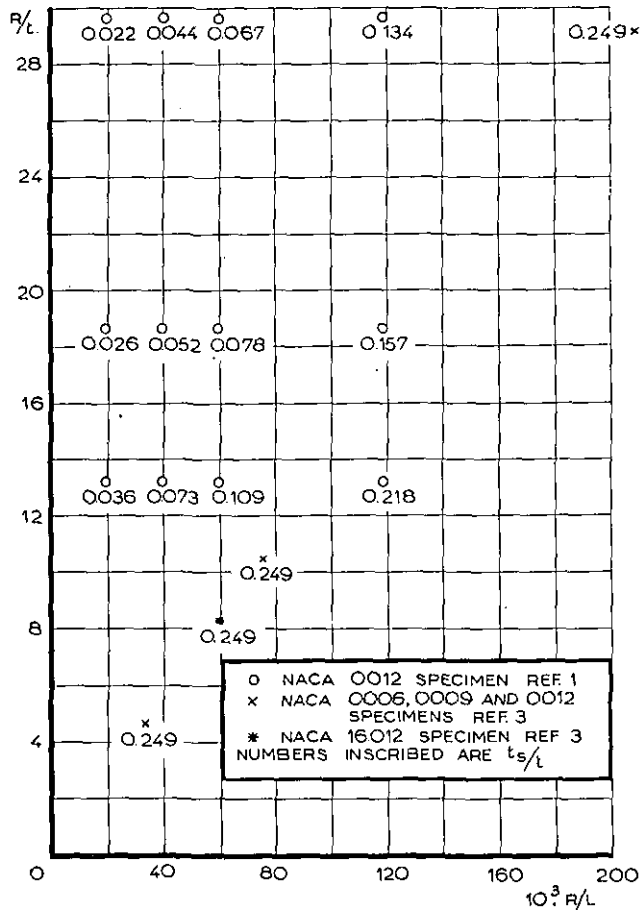 R/t.
0.022 0.044 0.067 0.134 0.249
28
24
20
0.026 0.052 0.078 0.157
16
0.036 0.073 0.109 0.218
12
0.249
8
0.249
O NACA 0012 SPECIMEN REF. 1
× NACA 0006, 0009 AND 0012
SPECIMENS REF. 3
* NACA 16.012 SPECIMEN REF 3
NUMBERS INSCRIBED ARE ts/t
4
0.249
0
0 40 80 120 160 200
10³ R/L